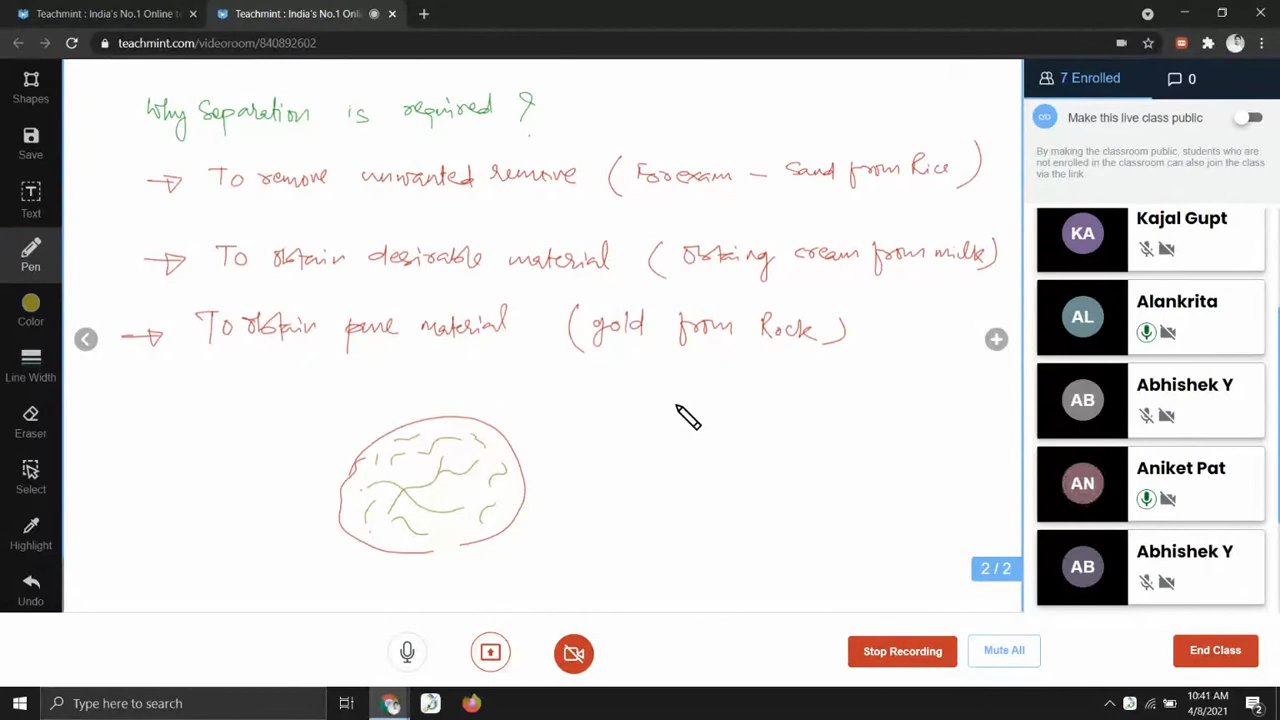 Teachmint : India's No.1 Online t
Teachmint : India's No.1 Onli
teachmint.com/videoroom/840892602
Shapes
Save
Text
Pen
Color
Line Width
Eraser
Select
Highlight
Undo
Why Separation is required ?
→ To remove unwanted remove (For exam - Sand from Rice)
→ To obtain desirable material (obtaing cream from milk)
→ To obtain pure material (gold from Rock)
2 / 2
7 Enrolled
0
Make this live class public
By making the classroom public, students who are
not enrolled in the classroom can also join the class
via the link
KA Kajal Gupt
AL Alankrita
AB Abhishek Y
AN Aniket Pat
AB Abhishek Y
Stop Recording
Mute All
End Class
Type here to search
10:41 AM
4/8/2021
2